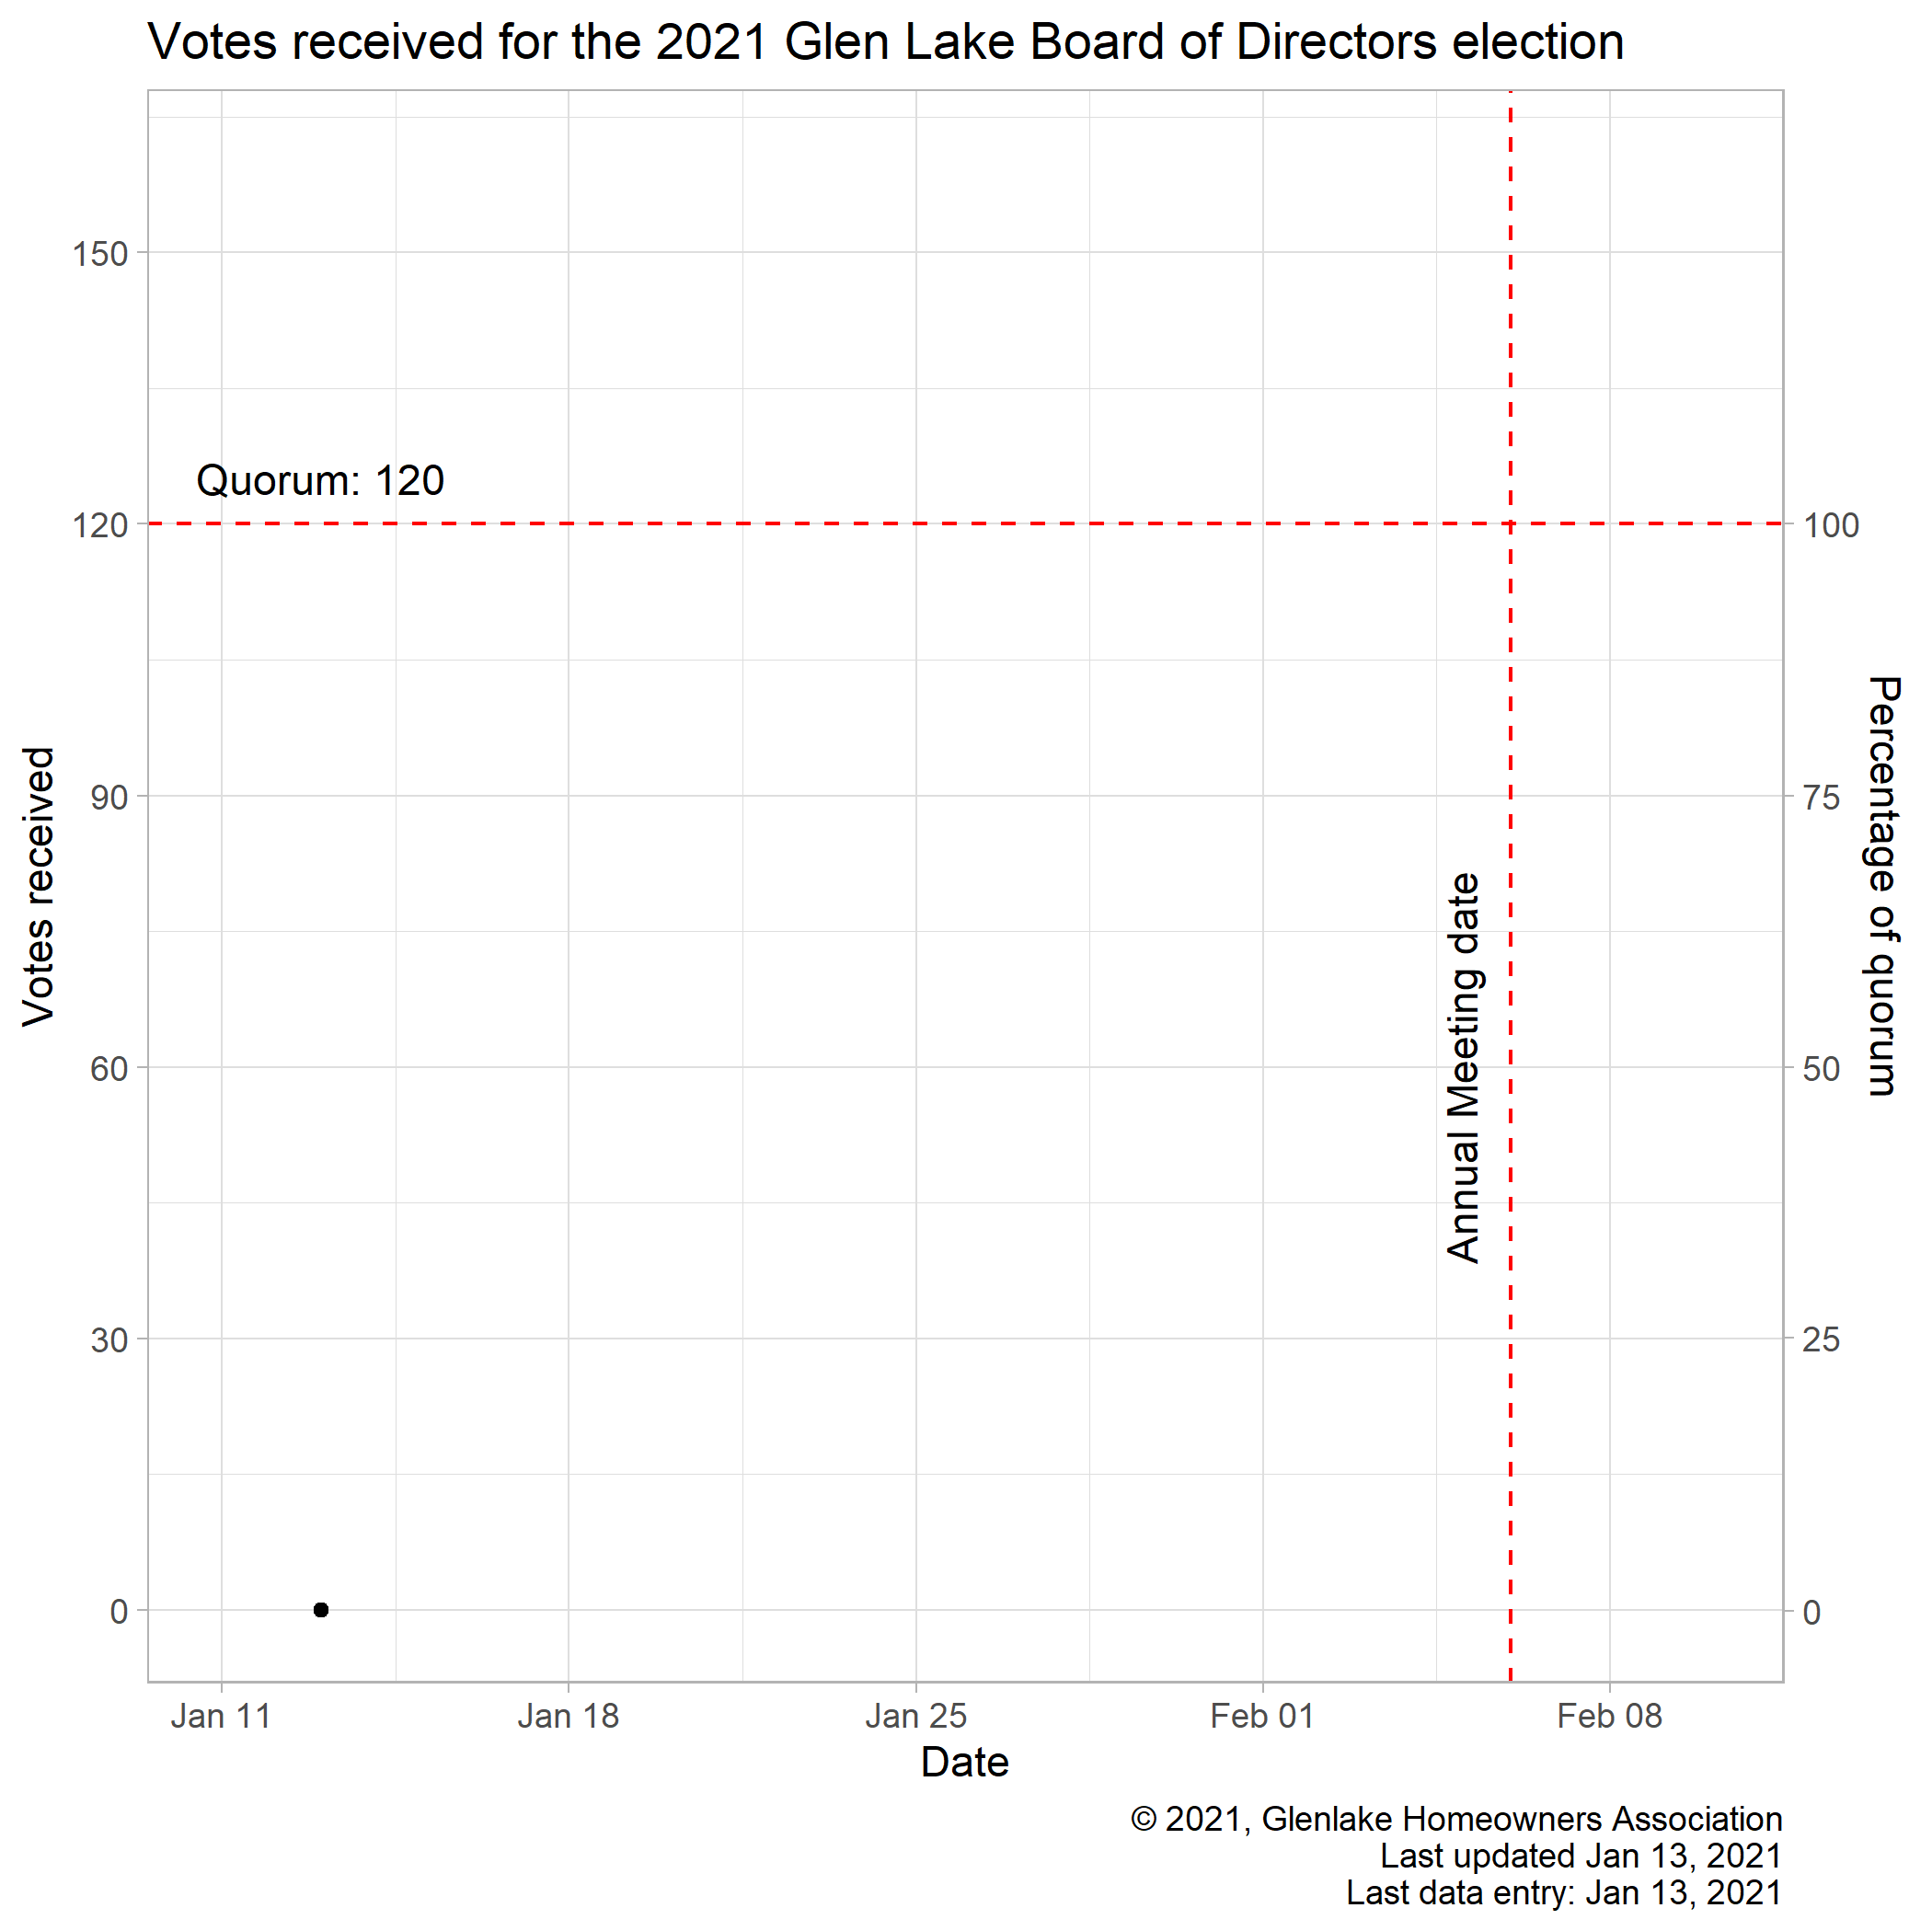 Votes received for the 2021 Glen Lake Board of Directors election
Votes received
150
120
90
60
30
0
Quorum: 120
Annual Meeting date
100
75
50
25
0
Percentage of quorum
Jan 11
Jan 18
Jan 25
Feb 01
Feb 08
Date
© 2021, Glenlake Homeowners Association
Last updated Jan 13, 2021
Last data entry: Jan 13, 2021